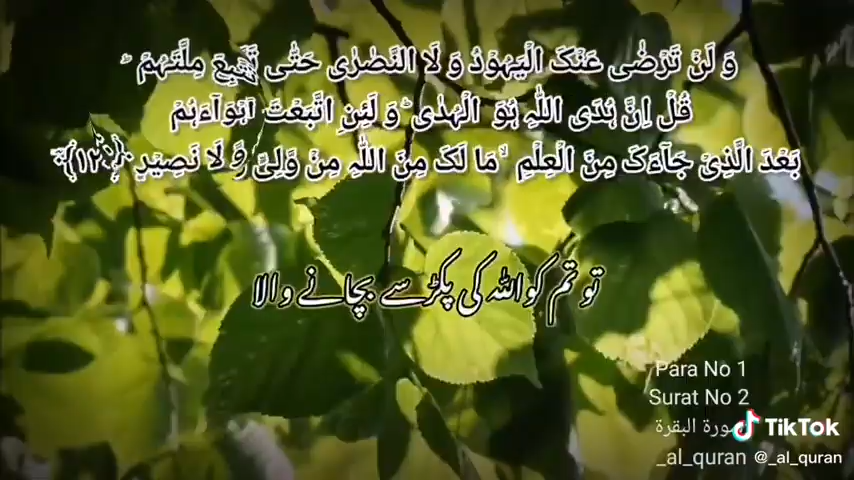 وَ لَنۡ تَرۡضٰی عَنۡکَ الۡیَہُوۡدُ وَ لَا النَّصٰرٰی حَتّٰی تَتَّبِعَ مِلَّتَہُمۡ ؕ
قُلۡ اِنَّ ہُدَی اللّٰہِ ہُوَ الۡہُدٰی ؕ وَ لَئِنِ اتَّبَعۡتَ اَہۡوَآءَہُمۡ
بَعۡدَ الَّذِیۡ جَآءَکَ مِنَ الۡعِلۡمِ ۙ مَا لَکَ مِنَ اللّٰہِ مِنۡ وَّلِیٍّ وَّ لَا نَصِیۡرٍ ﴿۱۲۰﴾ؔ
تو تم کو اللہ کی پکڑ سے بچانے والا
Para No 1
Surat No 2
سورة البقرة
_al_quran
TikTok
@_al_quran